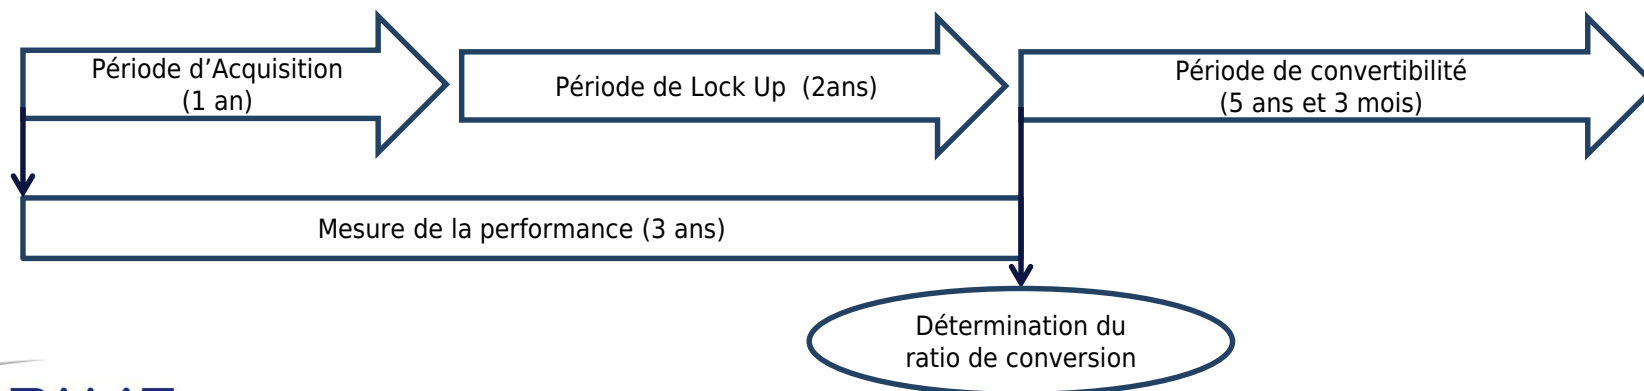 Période d’Acquisition
(1 an)
Période de Lock Up (2ans)
Période de convertibilité
(5 ans et 3 mois)
Mesure de la performance (3 ans)
Détermination du
ratio de conversion